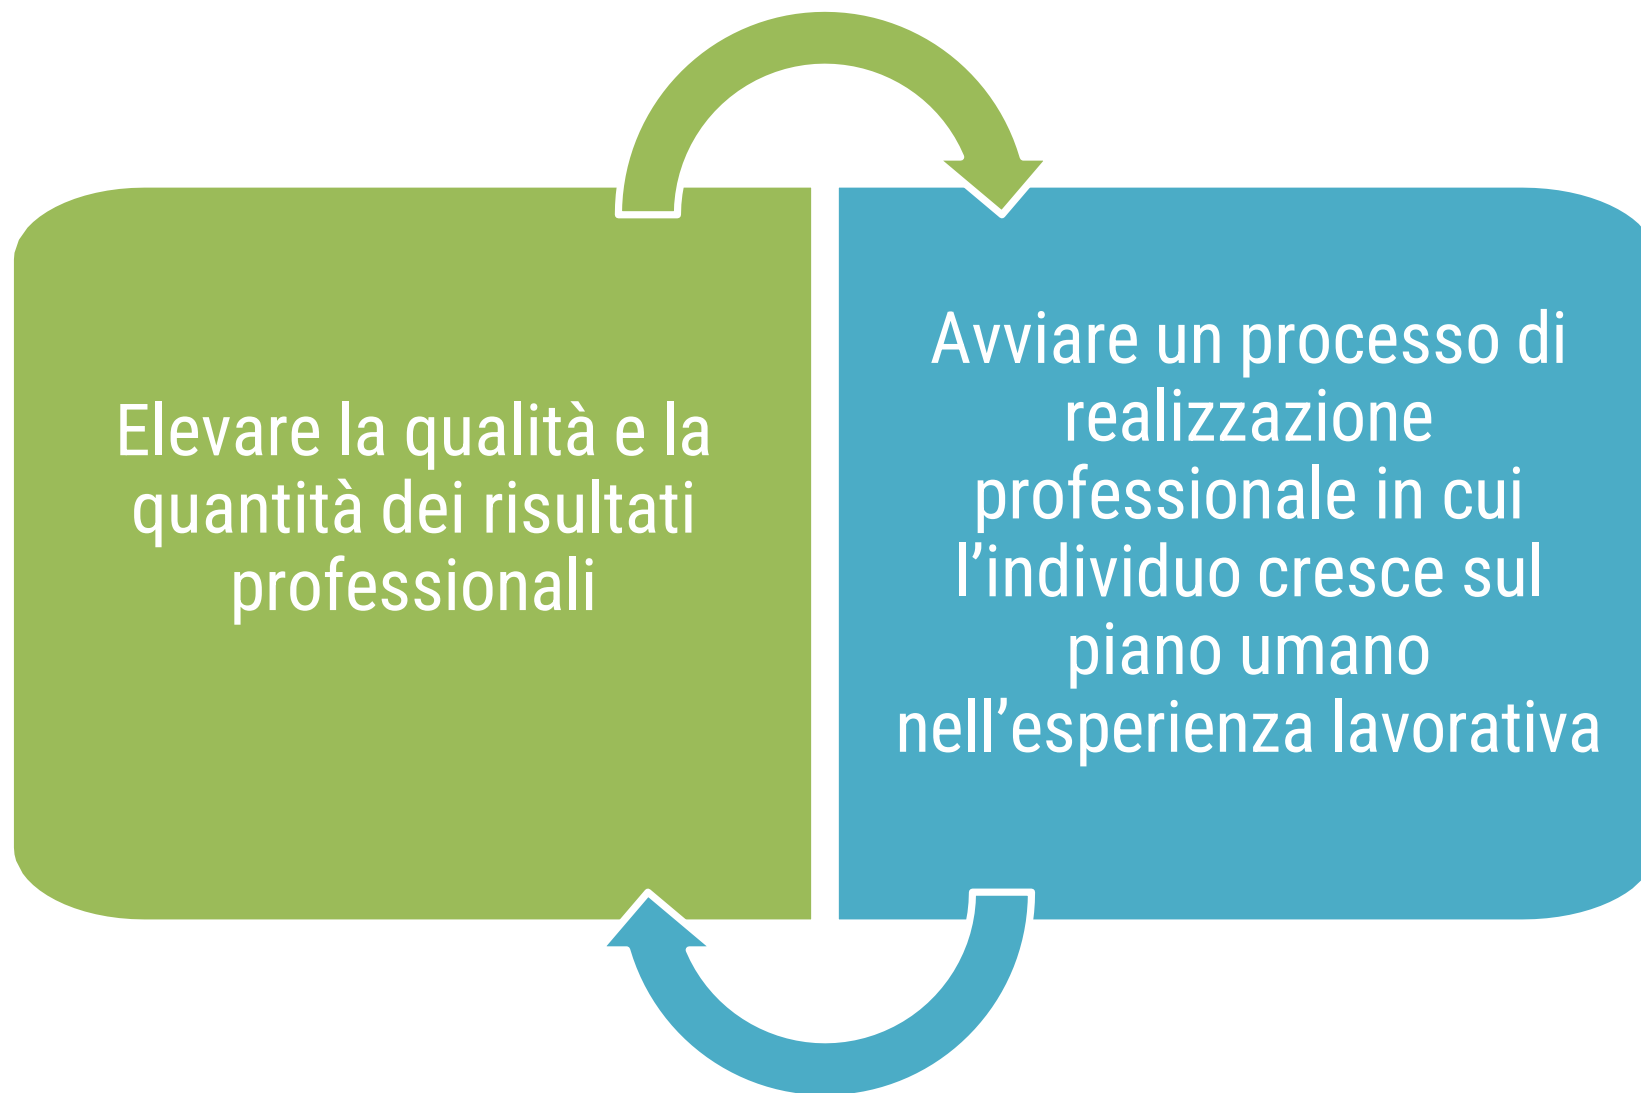 Elevare la qualità e la
quantità dei risultati
professionali
Avviare un processo di
realizzazione
professionale in cui
l’individuo cresce sul
piano umano
nell’esperienza lavorativa